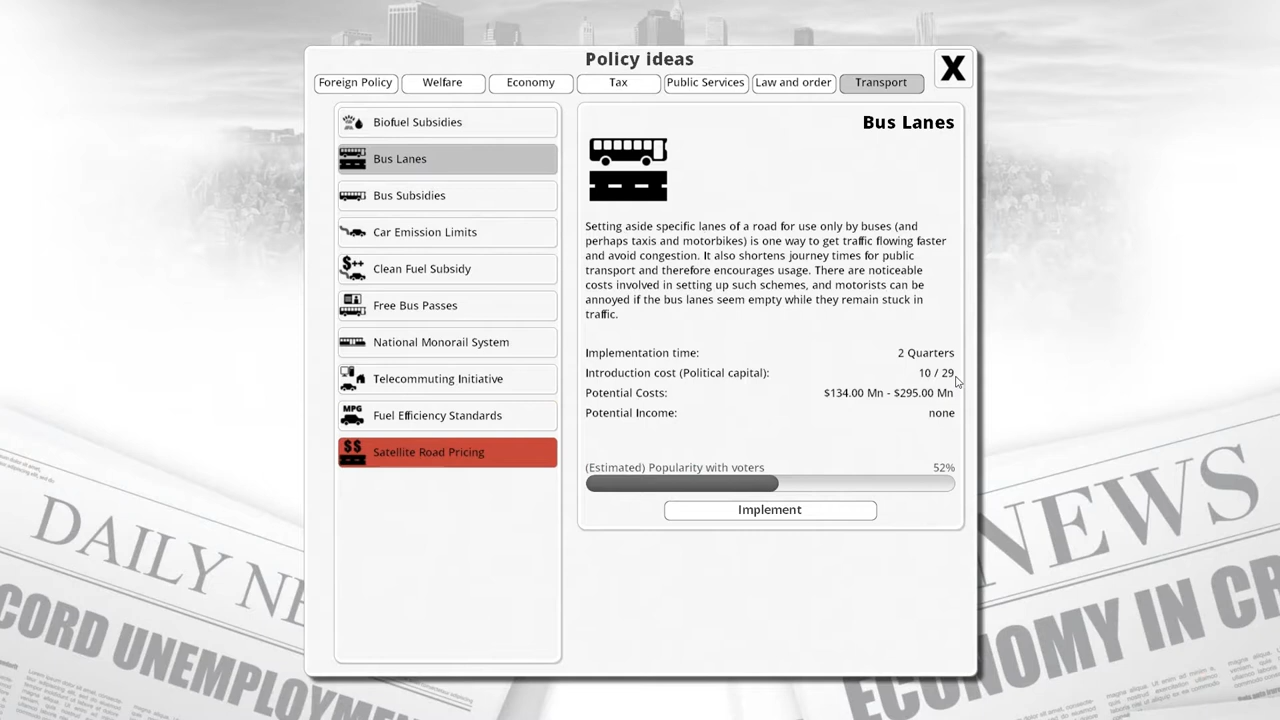 Policy ideas
X
Foreign Policy
Welfare
Economy
Tax
Public Services
Law and order
Transport
Biofuel Subsidies
Bus Lanes
Bus Subsidies
Car Emission Limits
$++
Clean Fuel Subsidy
Free Bus Passes
National Monorail System
Telecommuting Initiative
MPG
Fuel Efficiency Standards
$$
Satellite Road Pricing
Bus Lanes
Setting aside specific lanes of a road for use only by buses (and
perhaps taxis and motorbikes) is one way to get traffic flowing faster
and avoid congestion. It also shortens journey times for public
transport and therefore encourages usage. There are noticeable
costs involved in setting up such schemes, and motorists can be
annoyed if the bus lanes seem empty while they remain stuck in
traffic.
Implementation time: 2 Quarters
Introduction cost (Political capital): 10 / 29
Potential Costs: $134.00 Mn - $295.00 Mn
Potential Income: none
(Estimated) Popularity with voters 52%
Implement
DAILY NE
CORD UNEMPLOYM
NEWS
ECONOMY IN CR